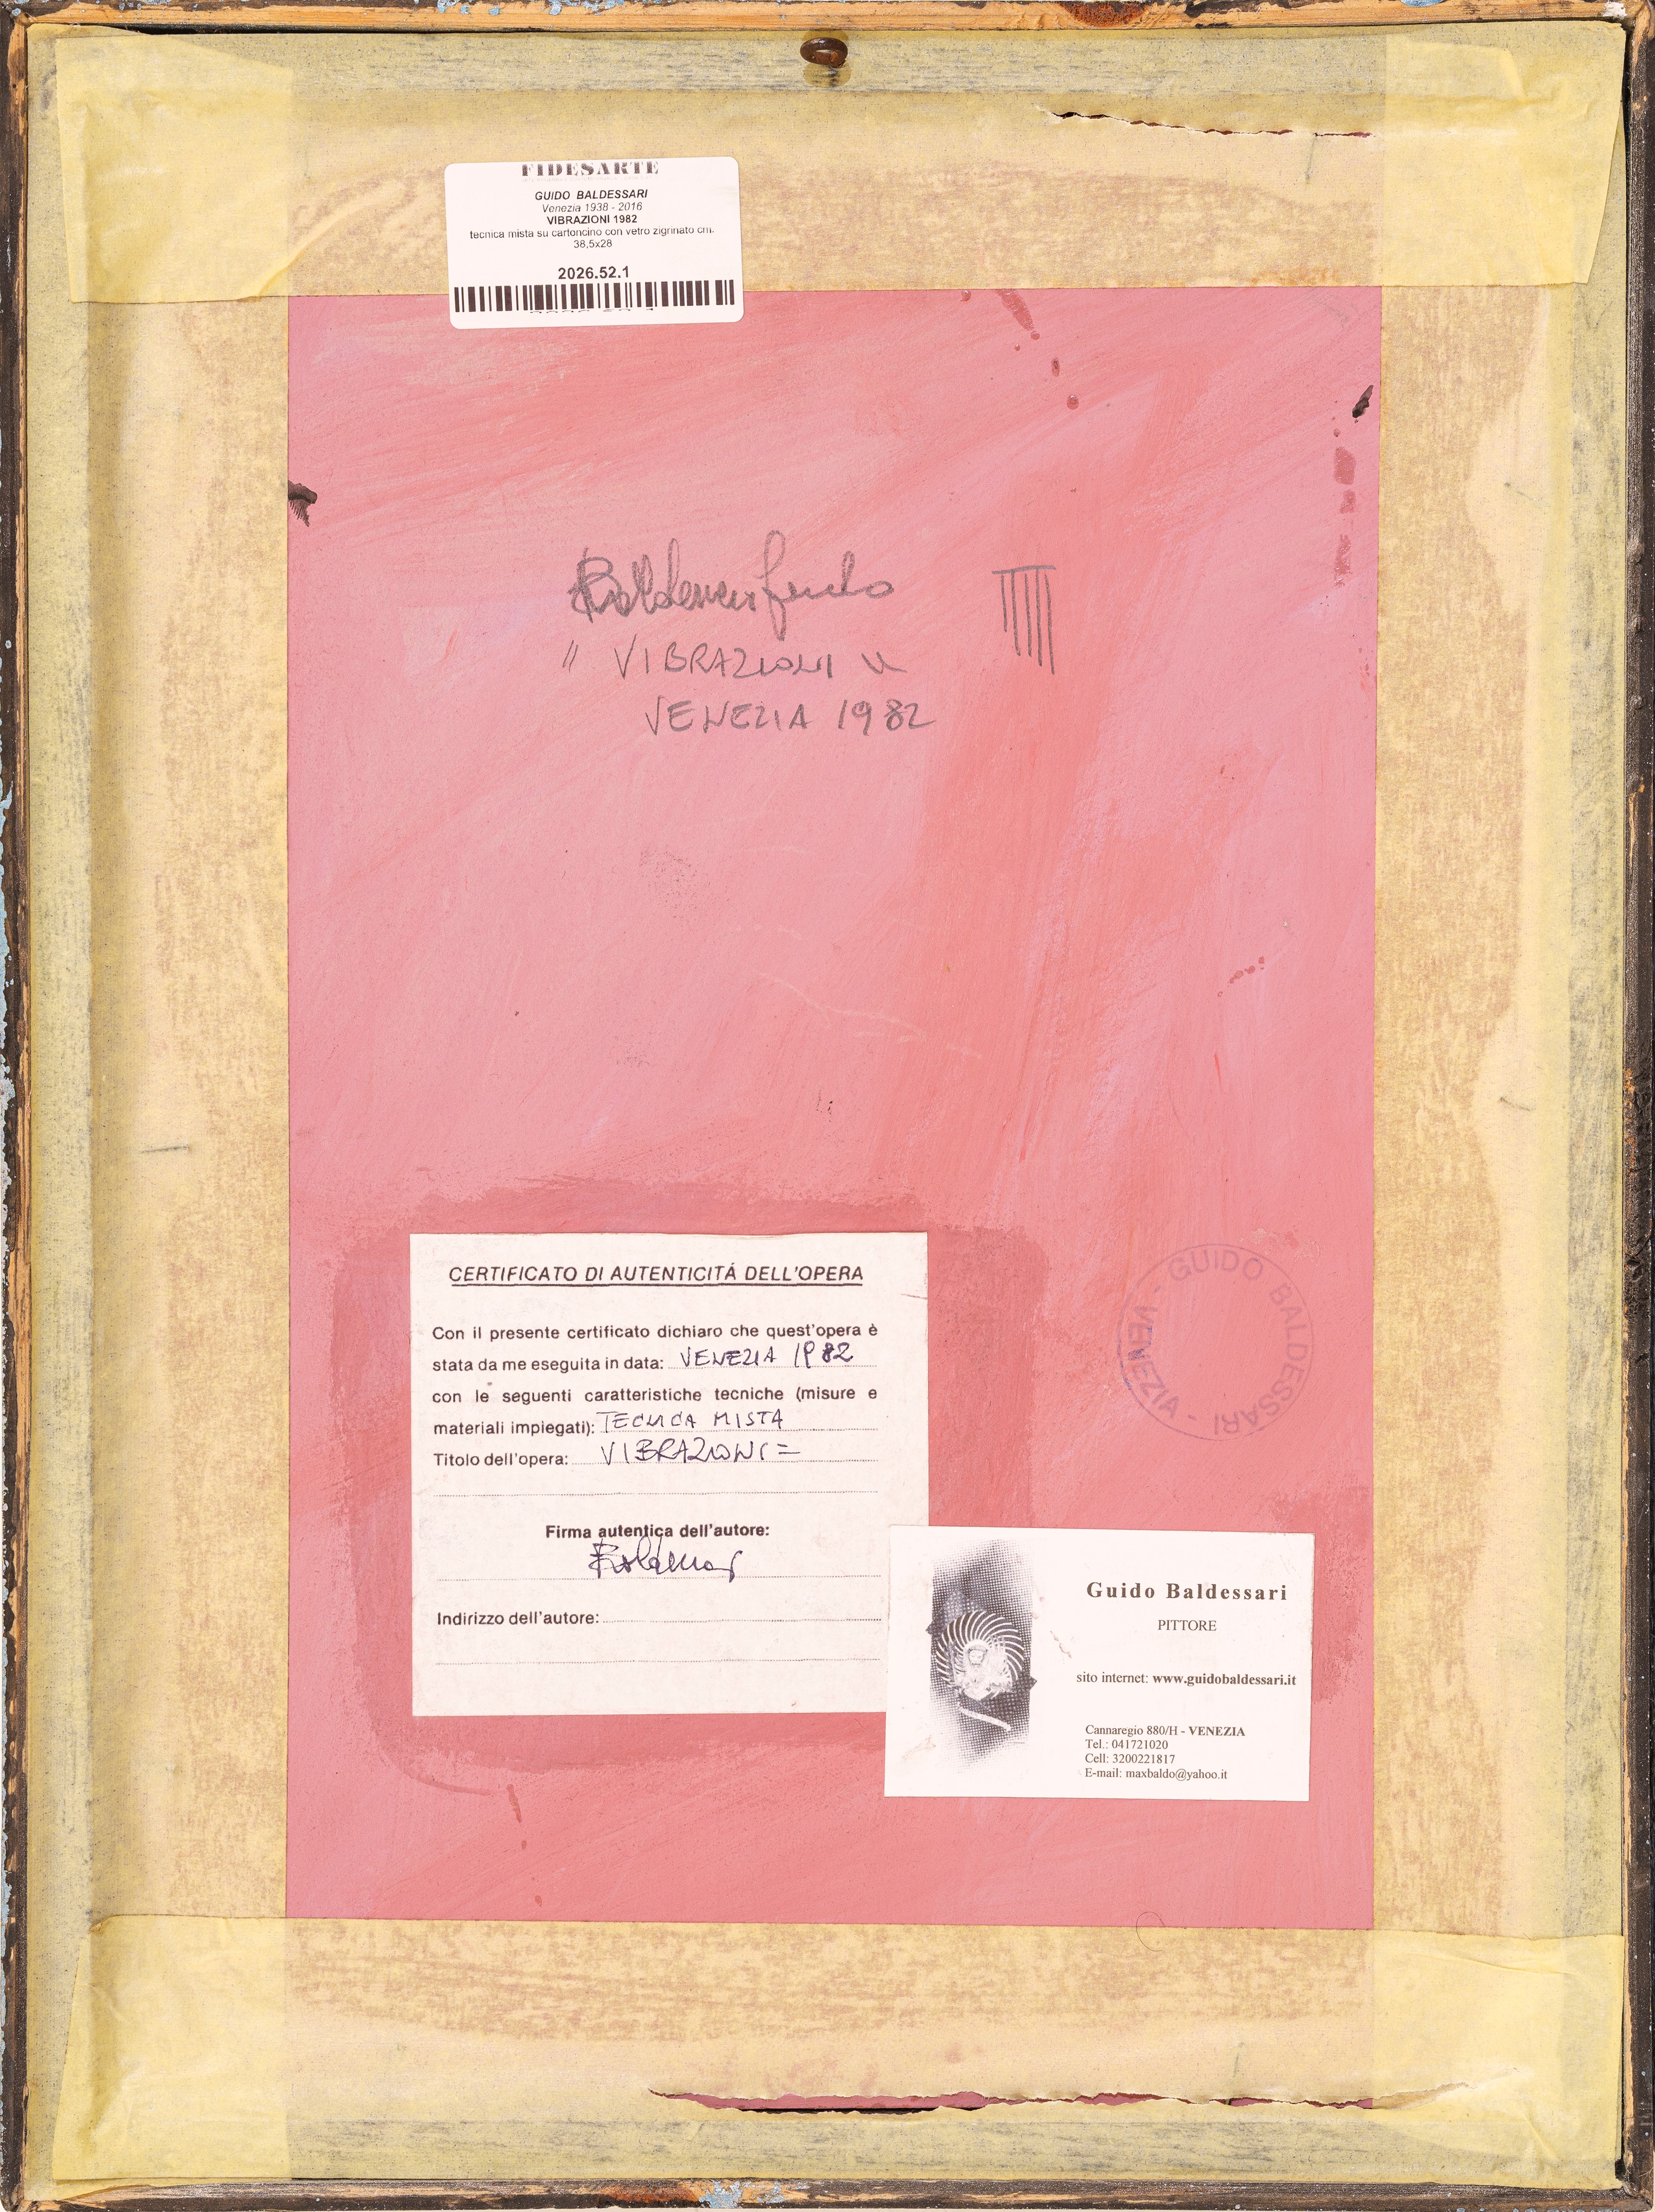 FIDESARTE
GUIDO BALDESSARI
Venezia 1938 - 2016
VIBRAZIONI 1982
tecnica mista su cartoncino con vetro zigrinato cm.
38,5x28
2026.52.1
Baldessari Guido
" VIBRAZIONI "
VENEZIA 1982
CERTIFICATO DI AUTENTICITÁ DELL'OPERA
Con il presente certificato dichiaro che quest'opera è
stata da me eseguita in data: VENEZIA 1982
con le seguenti caratteristiche tecniche (misure e
materiali impiegati): TECNICA MISTA
Titolo dell'opera: VIBRAZIONI =
Firma autentica dell'autore:
Baldessari
Indirizzo dell'autore:
GUIDO BALDESSARI - VENEZIA -
Guido Baldessari
PITTORE
sito internet: www.guidobaldessari.it
Cannaregio 880/H - VENEZIA
Tel.: 041721020
Cell: 3200221817
E-mail: maxbaldo@yahoo.it